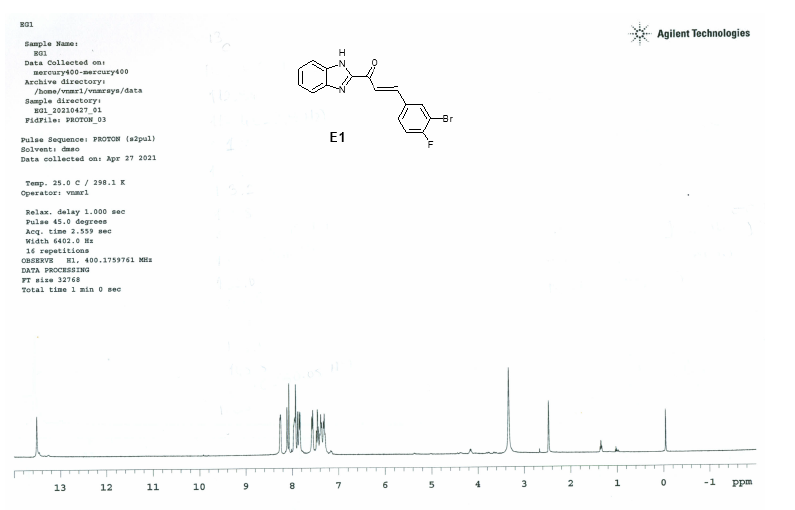 EG1
Agilent Technologies
Sample Name:
EG1
Data Collected on:
mercury400-mercury400
Archive directory:
/home/vnmr1/vnmrsys/data
Sample directory:
EG1_20210427_01
FidFile: PROTON_03
Pulse Sequence: PROTON (s2pul)
Solvent: dmso
Data collected on: Apr 27 2021
Temp. 25.0 C / 298.1 K
Operator: vnmr1
Relax. delay 1.000 sec
Pulse 45.0 degrees
Acq. time 2.559 sec
Width 6402.0 Hz
16 repetitions
OBSERVE H1, 400.1759761 MHz
DATA PROCESSING
FT size 32768
Total time 1 min 0 sec
H
N
O
N
Br
F
E1
13 12 11 10 9 8 7 6 5 4 3 2 1 0 -1 ppm